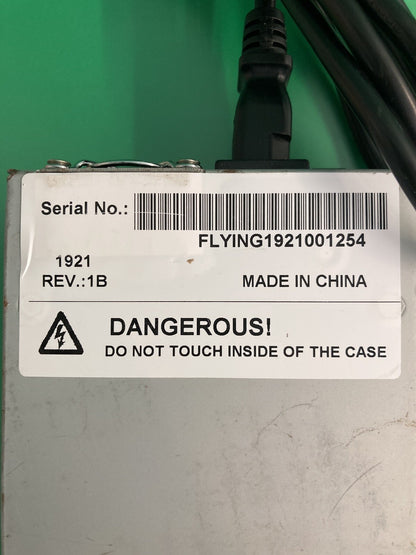 Serial No.:
FLYING1921001254
1921
REV.:1B MADE IN CHINA
DANGEROUS!
DO NOT TOUCH INSIDE OF THE CASE